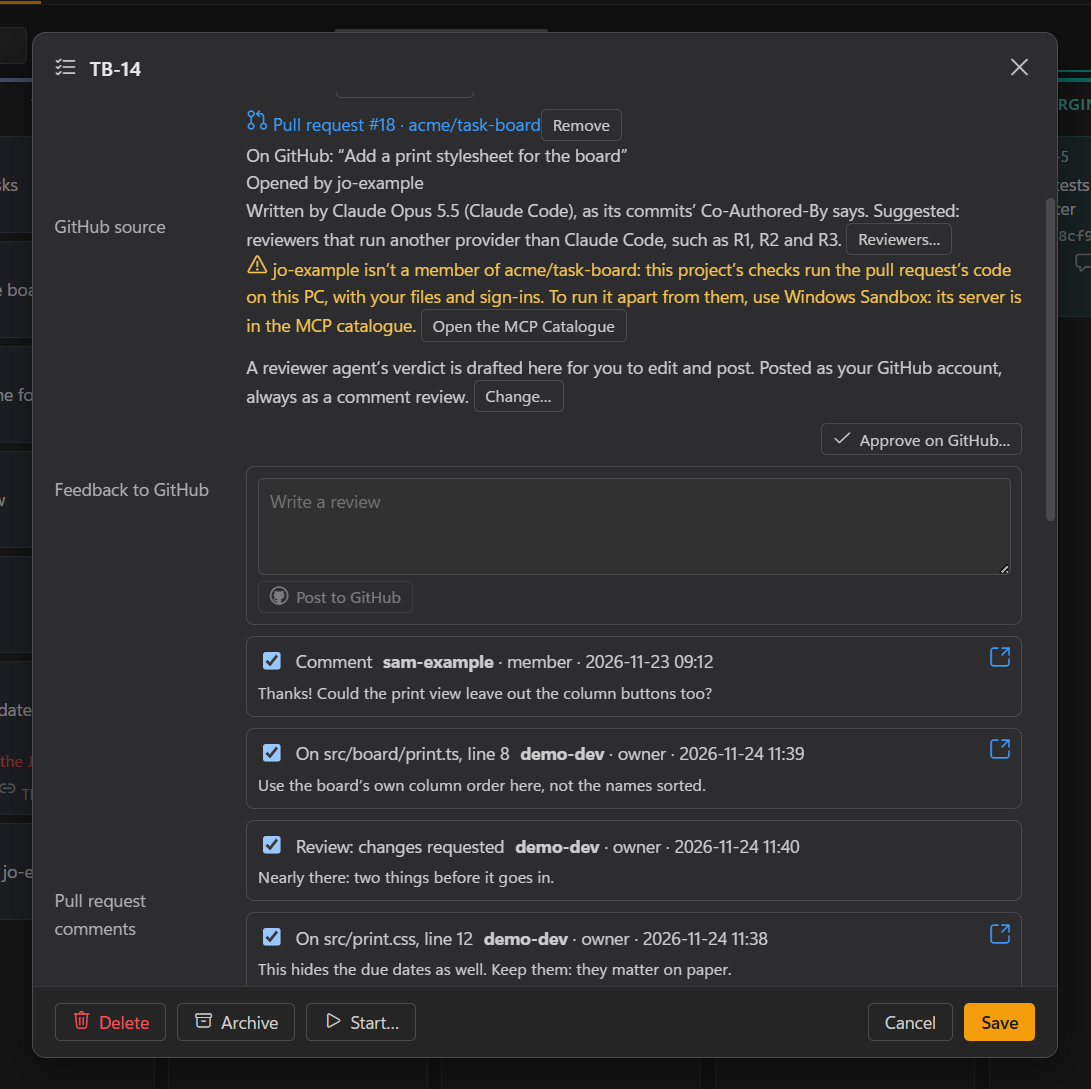 TB-14
Pull request #18 · acme/task-board
Remove
On GitHub: “Add a print stylesheet for the board”
Opened by jo-example
GitHub source
Written by Claude Opus 5.5 (Claude Code), as its commits’ Co-Authored-By says. Suggested:
reviewers that run another provider than Claude Code, such as R1, R2 and R3.
Reviewers...
jo-example isn’t a member of acme/task-board: this project’s checks run the pull request’s code
on this PC, with your files and sign-ins. To run it apart from them, use Windows Sandbox: its server is
in the MCP catalogue.
Open the MCP Catalogue
A reviewer agent’s verdict is drafted here for you to edit and post. Posted as your GitHub account,
always as a comment review.
Change...
Approve on GitHub...
Feedback to GitHub
Write a review
Post to GitHub
Comment sam-example · member · 2026-11-23 09:12
Thanks! Could the print view leave out the column buttons too?
On src/board/print.ts, line 8 demo-dev · owner · 2026-11-24 11:39
Use the board’s own column order here, not the names sorted.
Review: changes requested demo-dev · owner · 2026-11-24 11:40
Nearly there: two things before it goes in.
Pull request
comments
On src/print.css, line 12 demo-dev · owner · 2026-11-24 11:38
This hides the due dates as well. Keep them: they matter on paper.
Delete
Archive
Start...
Cancel
Save